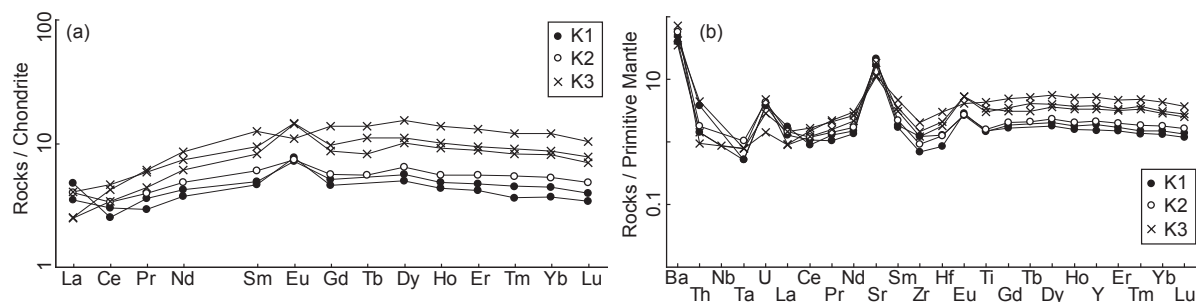 (a)
100
10
1
Rocks / Chondrite
K1
K2
K3
La Ce Pr Nd Sm Eu Gd Tb Dy Ho Er Tm Yb Lu
(b)
10
0.1
Rocks / Primitive Mantle
K1
K2
K3
Ba Nb U Ce Nd Sm Hf Ti Tb Ho Er Yb
Th Ta La Pr Sr Zr Eu Gd Dy Y Tm Lu